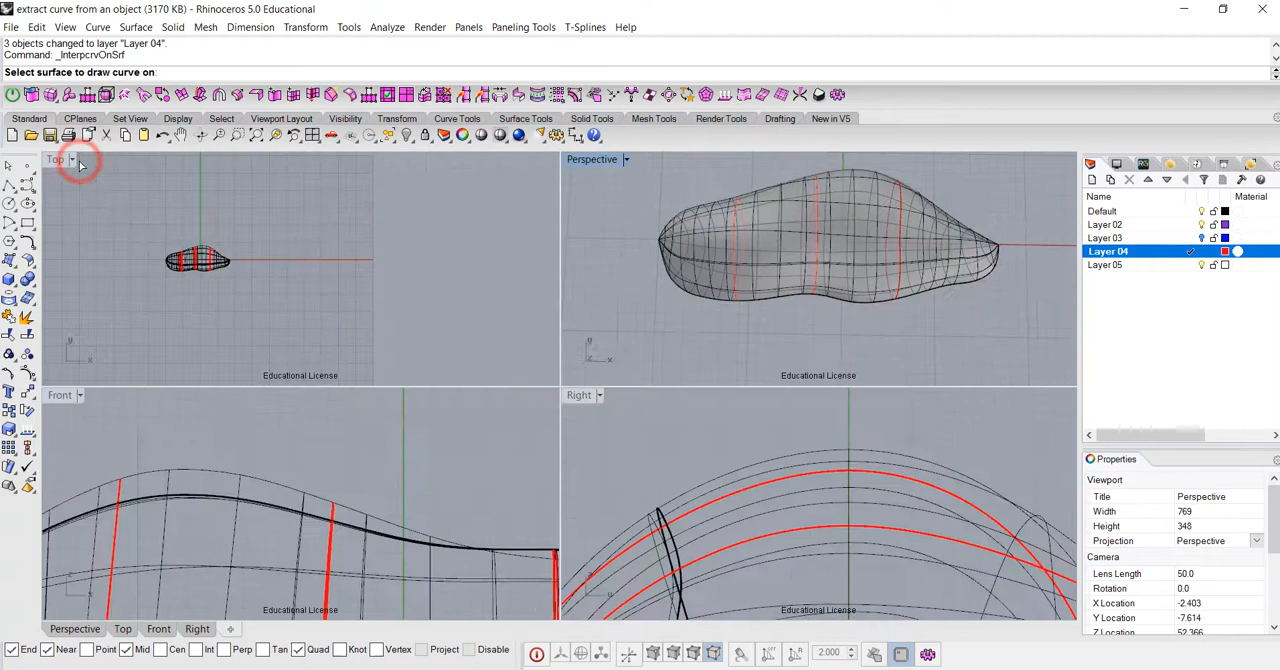 extract curve from an object (3170 KB) - Rhinoceros 5.0 Educational
File Edit View Curve Surface Solid Mesh Dimension Transform Tools Analyze Render Panels Paneling Tools T-Splines Help
3 objects changed to layer "Layer 04".
Command: _InterpcrvOnSrf
Select surface to draw curve on:
Standard CPlanes Set View Display Select Viewport Layout Visibility Transform Curve Tools Surface Tools Solid Tools Mesh Tools Render Tools Drafting New in V5
Top
Perspective
Name Material
Default
Layer 02
Layer 03
Layer 04
Layer 05
y
x
Educational License
y
z x
Educational License
Front
Right
Properties
Viewport
Title Perspective
Width 769
Height 348
Projection Perspective
Camera
Lens Length 50.0
Rotation 0.0
X Location -2.403
Y Location -7.614
Z Location 52.366
z
x
Educational License
z
y
Educational License
Perspective Top Front Right
End Near Point Mid Cen Int Perp Tan Quad Knot Vertex Project Disable
2.000